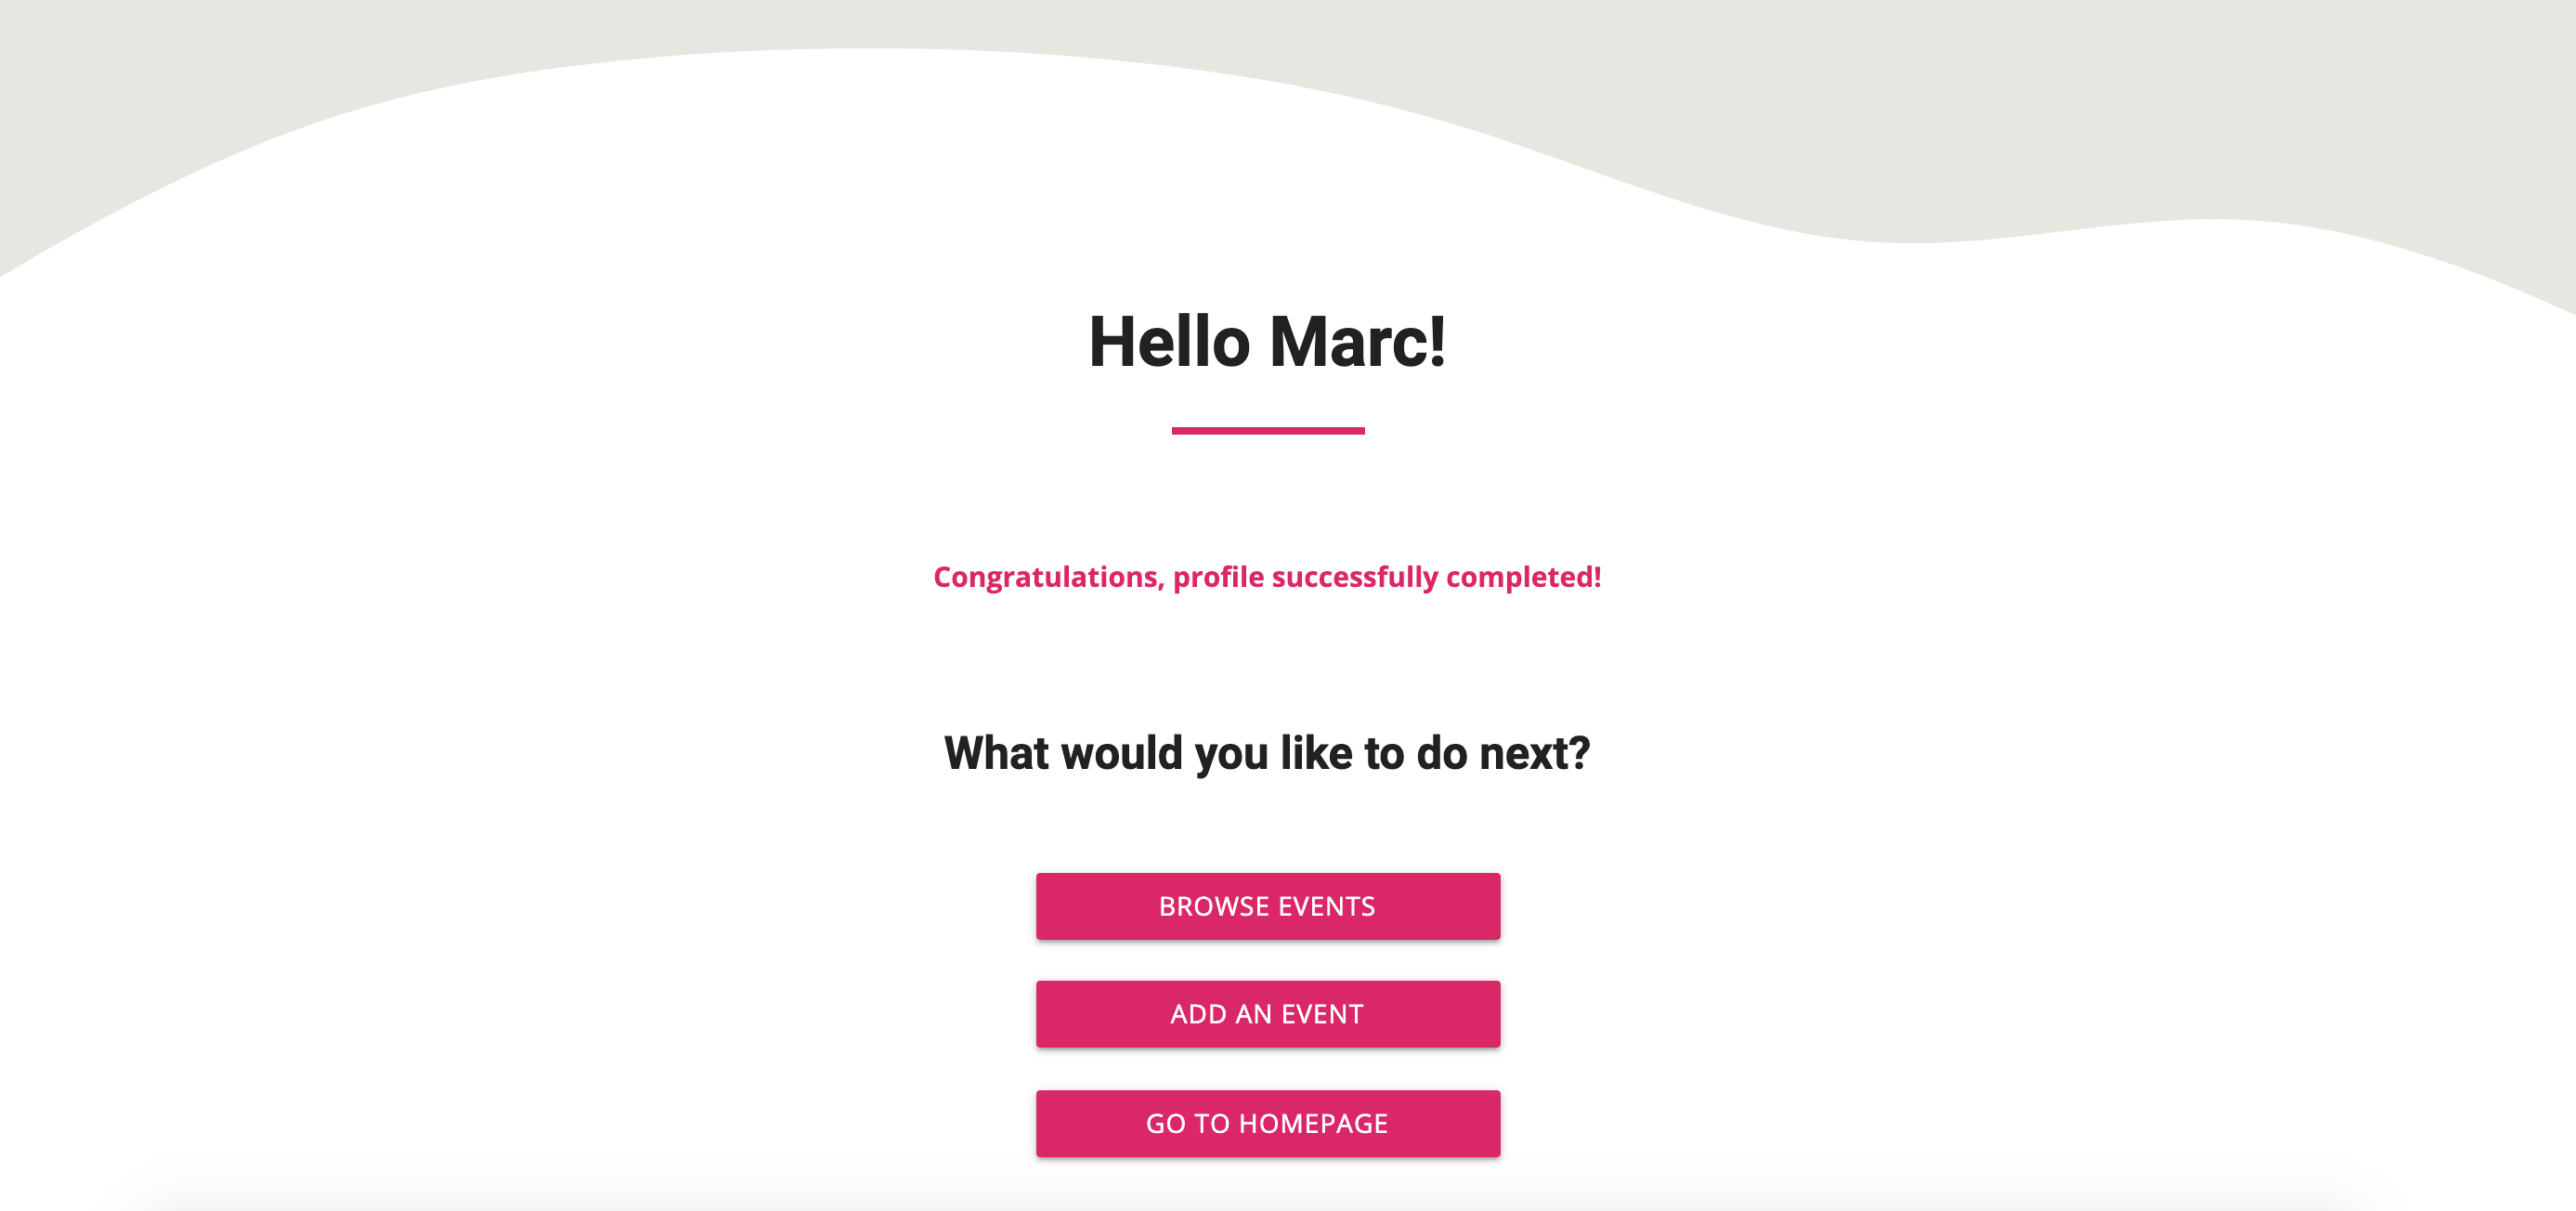 Hello Marc!
Congratulations, profile successfully completed!
What would you like to do next?
BROWSE EVENTS
ADD AN EVENT
GO TO HOMEPAGE